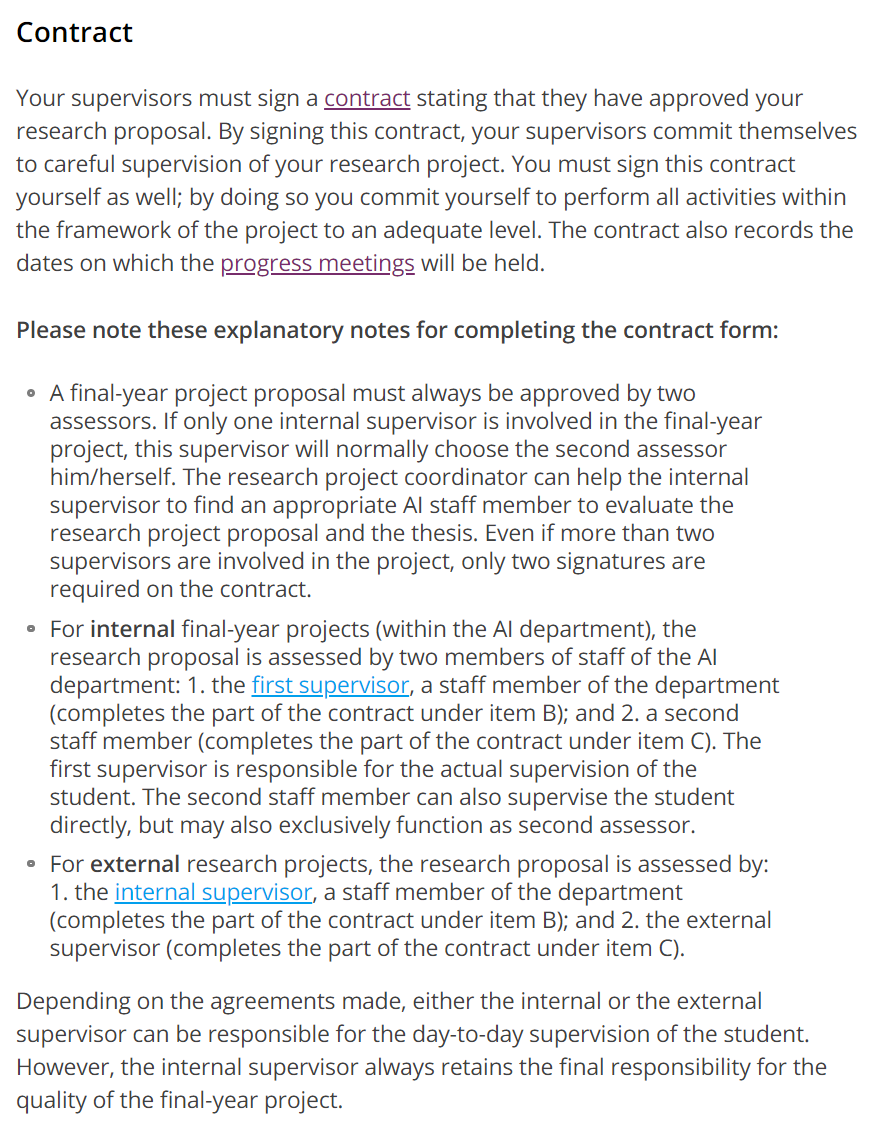 Contract
Your supervisors must sign a contract stating that they have approved your
research proposal. By signing this contract, your supervisors commit themselves
to careful supervision of your research project. You must sign this contract
yourself as well; by doing so you commit yourself to perform all activities within
the framework of the project to an adequate level. The contract also records the
dates on which the progress meetings will be held.
Please note these explanatory notes for completing the contract form:
A final-year project proposal must always be approved by two
assessors. If only one internal supervisor is involved in the final-year
project, this supervisor will normally choose the second assessor
him/herself. The research project coordinator can help the internal
supervisor to find an appropriate AI staff member to evaluate the
research project proposal and the thesis. Even if more than two
supervisors are involved in the project, only two signatures are
required on the contract.
For internal final-year projects (within the AI department), the
research proposal is assessed by two members of staff of the AI
department: 1. the first supervisor, a staff member of the department
(completes the part of the contract under item B); and 2. a second
staff member (completes the part of the contract under item C). The
first supervisor is responsible for the actual supervision of the
student. The second staff member can also supervise the student
directly, but may also exclusively function as second assessor.
For external research projects, the research proposal is assessed by:
1. the internal supervisor, a staff member of the department
(completes the part of the contract under item B); and 2. the external
supervisor (completes the part of the contract under item C).
Depending on the agreements made, either the internal or the external
supervisor can be responsible for the day-to-day supervision of the student.
However, the internal supervisor always retains the final responsibility for the
quality of the final-year project.